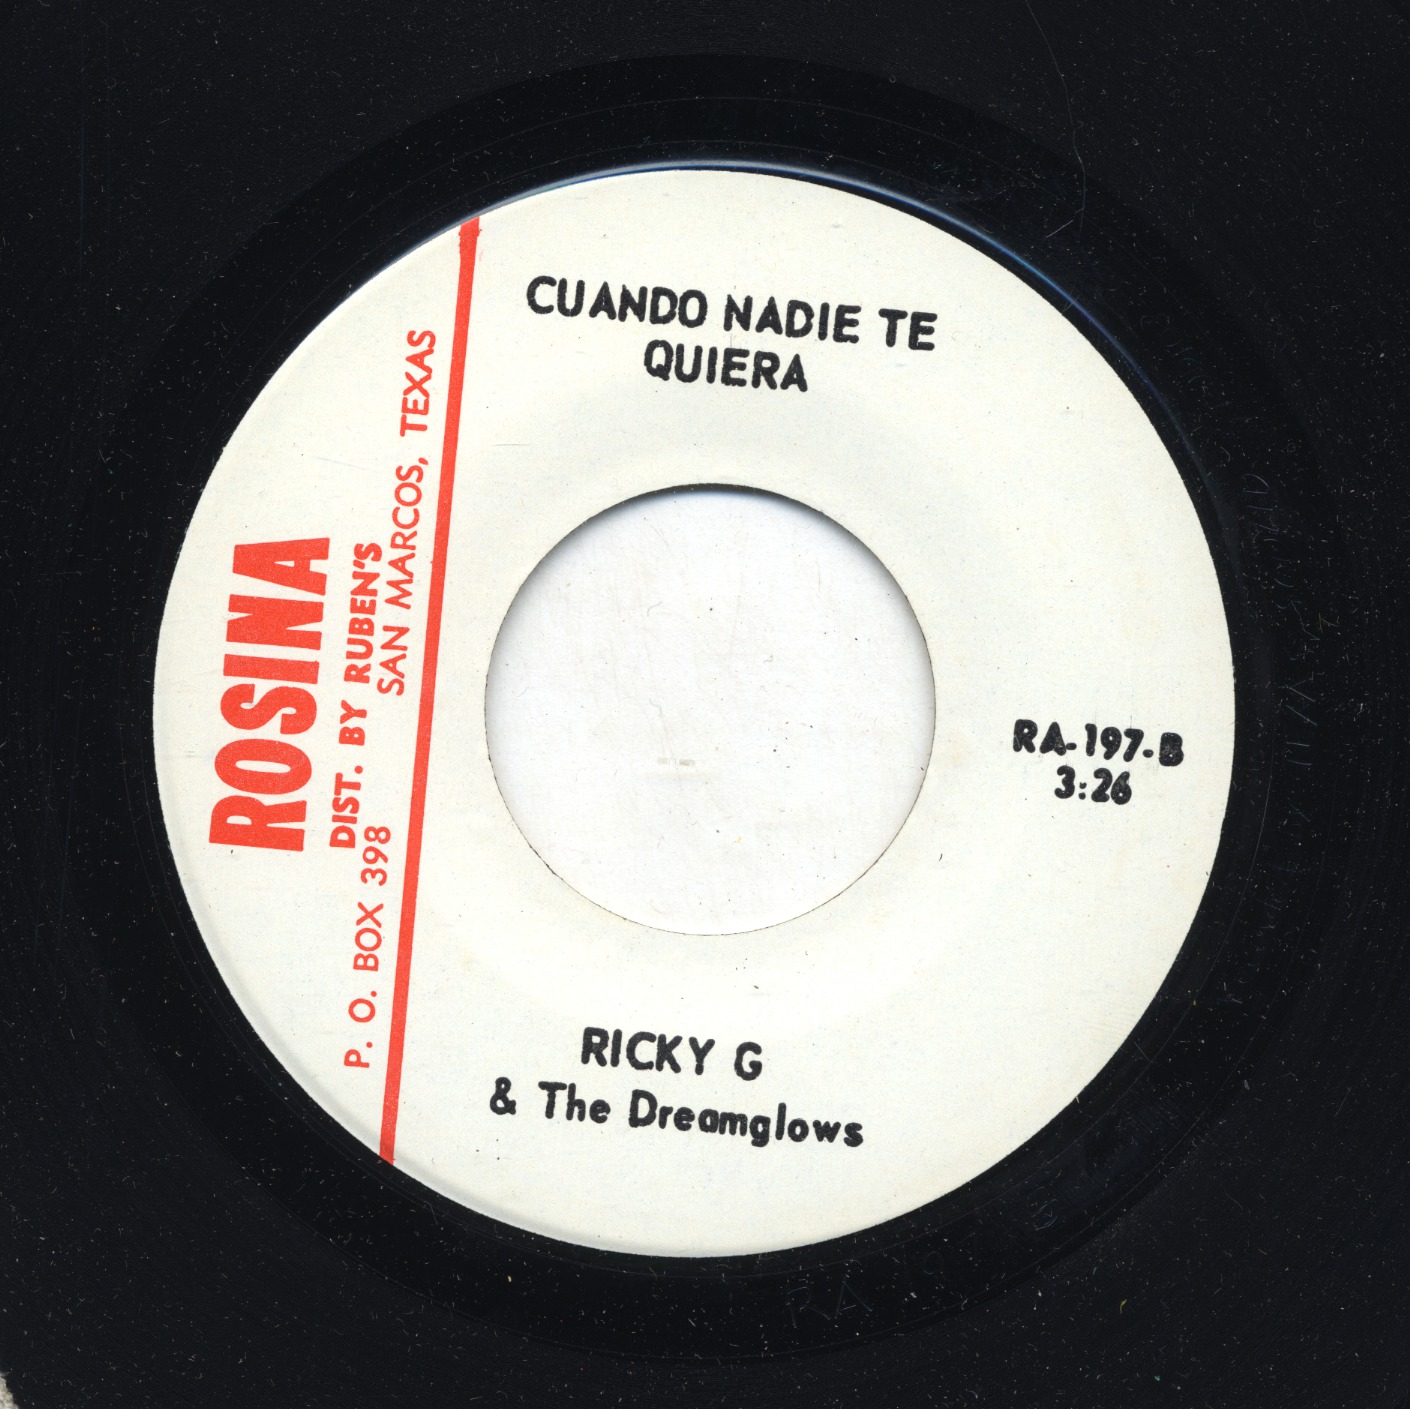 CUANDO NADIE TE
QUIERA
ROSINA
DIST. BY RUBEN'S
P. O. BOX 398
SAN MARCOS, TEXAS
RA-197-B
3:26
RICKY G
& The Dreamglows